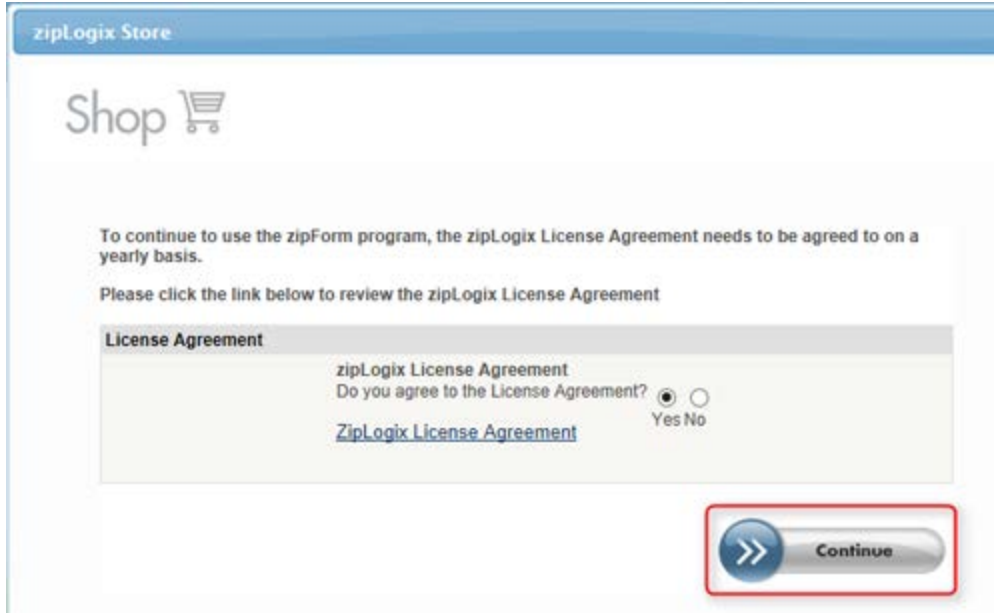 zipLogix Store
Shop
To continue to use the zipForm program, the zipLogix License Agreement needs to be agreed to on a
yearly basis.
Please click the link below to review the zipLogix License Agreement
License Agreement
zipLogix License Agreement
Do you agree to the License Agreement?
Yes No
ZipLogix License Agreement
Continue